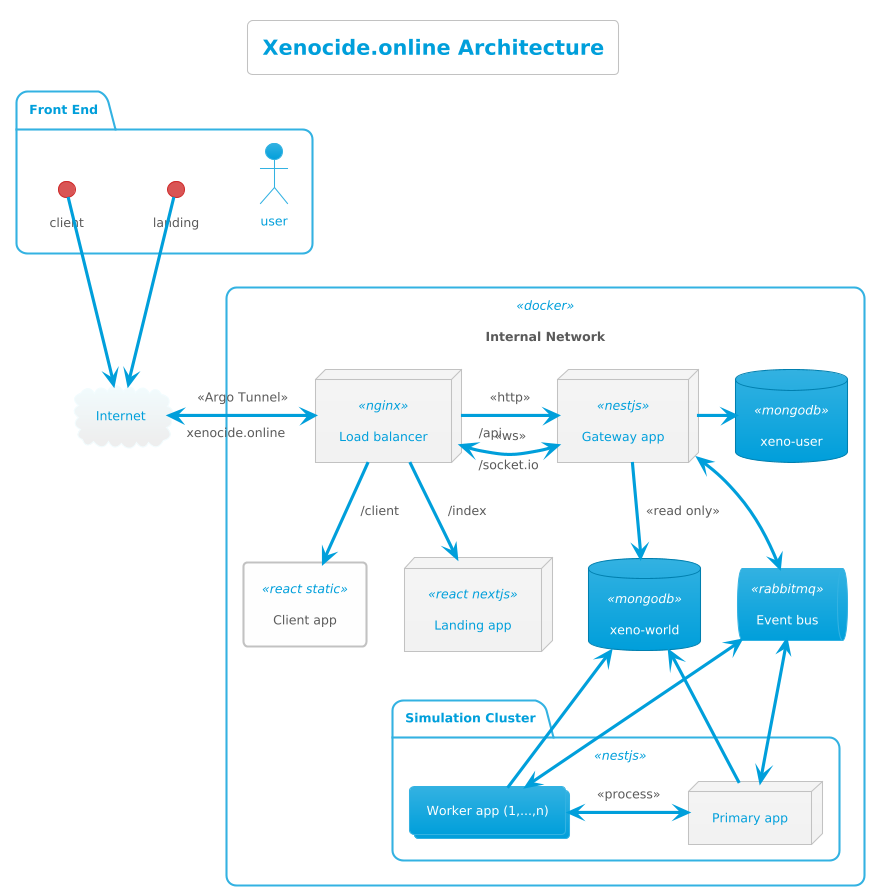 Xenocide.online Architecture
Front End
client
landing
user
«docker»
Internal Network
Internet
«Argo Tunnel»
xenocide.online
«nginx»
Load balancer
«http»
/api
«ws»
/socket.io
«nestjs»
Gateway app
«mongodb»
xeno-user
/client
/index
«read only»
«react static»
Client app
«react nextjs»
Landing app
«mongodb»
xeno-world
«rabbitmq»
Event bus
Simulation Cluster
«nestjs»
Worker app (1,...,n)
«process»
Primary app